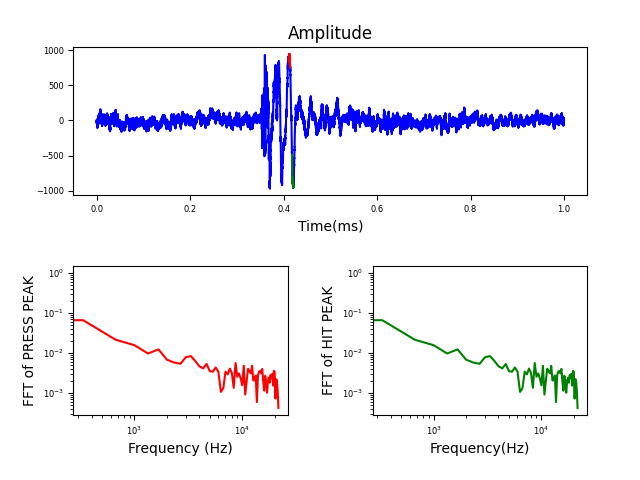 Amplitude
1000
500
0
−500
−1000
0.0 0.2 0.4 0.6 0.8 1.0
Time(ms)
FFT of PRESS PEAK
10⁰
10⁻¹
10⁻²
10⁻³
10³ 10⁴
Frequency (Hz)
FFT of HIT PEAK
10⁰
10⁻¹
10⁻²
10⁻³
10³ 10⁴
Frequency(Hz)